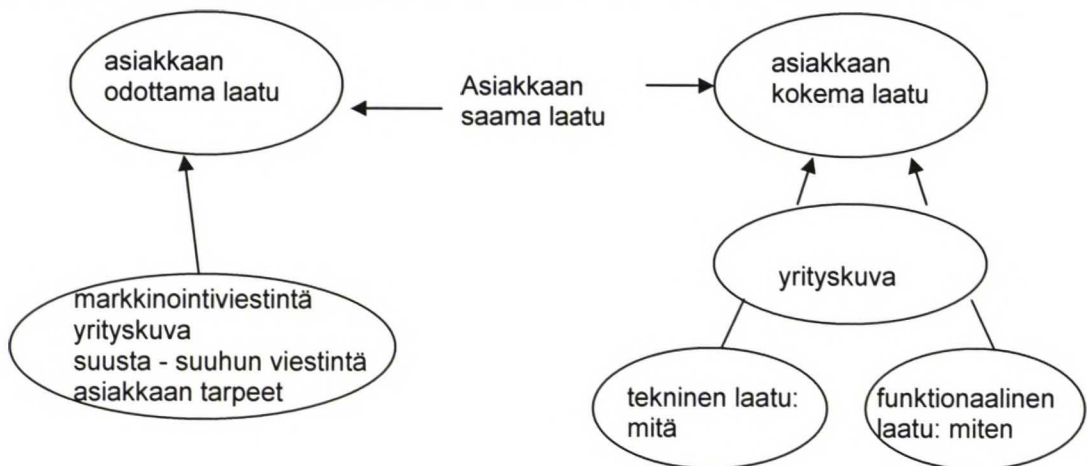 asiakkaan
odottama laatu
Asiakkaan
saama laatu
asiakkaan
kokema laatu
markkinointiviestintä
yrityskuva
suusta - suuhun viestintä
asiakkaan tarpeet
yrityskuva
tekninen laatu:
mitä
funktionaalinen
laatu: miten